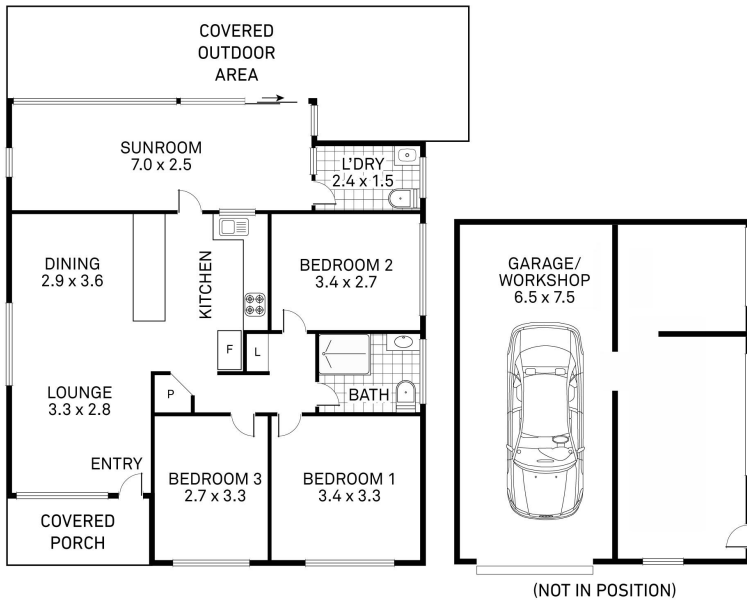 COVERED
OUTDOOR
AREA
SUNROOM
7.0 x 2.5
L'DRY
2.4 x 1.5
DINING
2.9 x 3.6
KITCHEN
BEDROOM 2
3.4 x 2.7
GARAGE/
WORKSHOP
6.5 x 7.5
F
L
LOUNGE
3.3 x 2.8
P
BATH
ENTRY
BEDROOM 3
2.7 x 3.3
BEDROOM 1
3.4 x 3.3
COVERED
PORCH
(NOT IN POSITION)